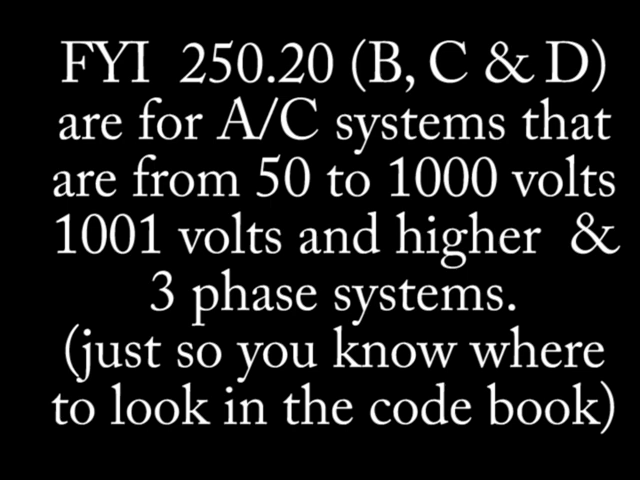 FYI 250.20 (B, C & D)
are for A/C systems that
are from 50 to 1000 volts
1001 volts and higher &
3 phase systems.
(just so you know where
to look in the code book)